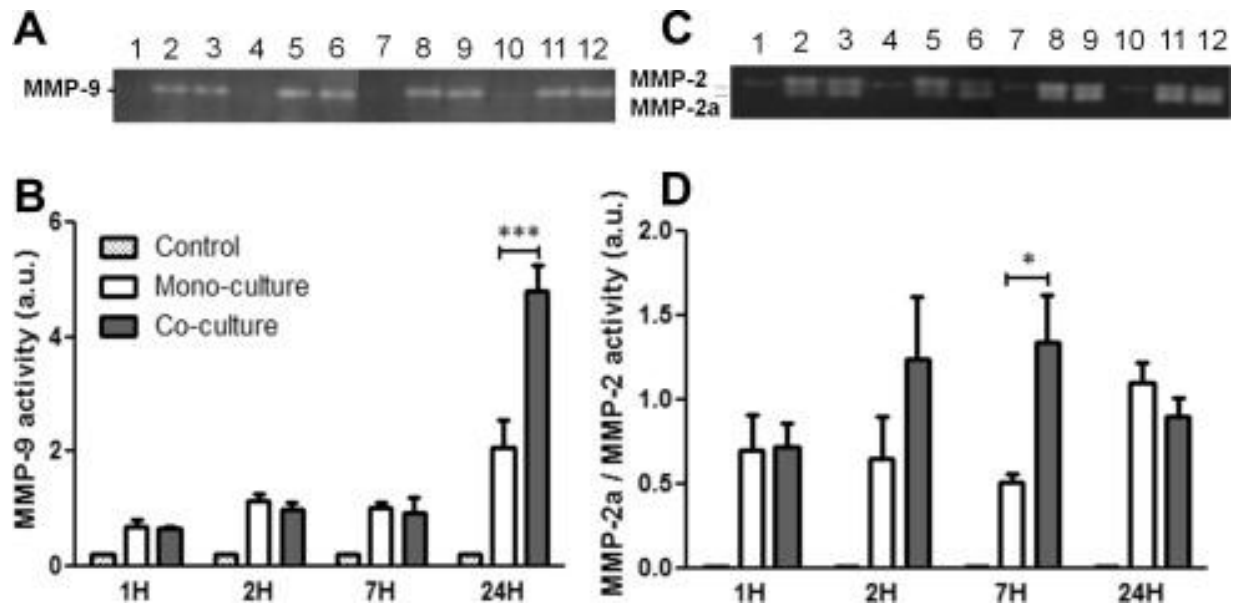 A
1 2 3 4 5 6 7 8 9 10 11 12
MMP-9
C
1 2 3 4 5 6 7 8 9 10 11 12
MMP-2
MMP-2a
B
MMP-9 activity (a.u.)
6
4
2
0
Control
Mono-culture
Co-culture
***
1H 2H 7H 24H
D
MMP-2a / MMP-2 activity (a.u.)
2.0
1.5
1.0
0.5
0.0
*
1H 2H 7H 24H